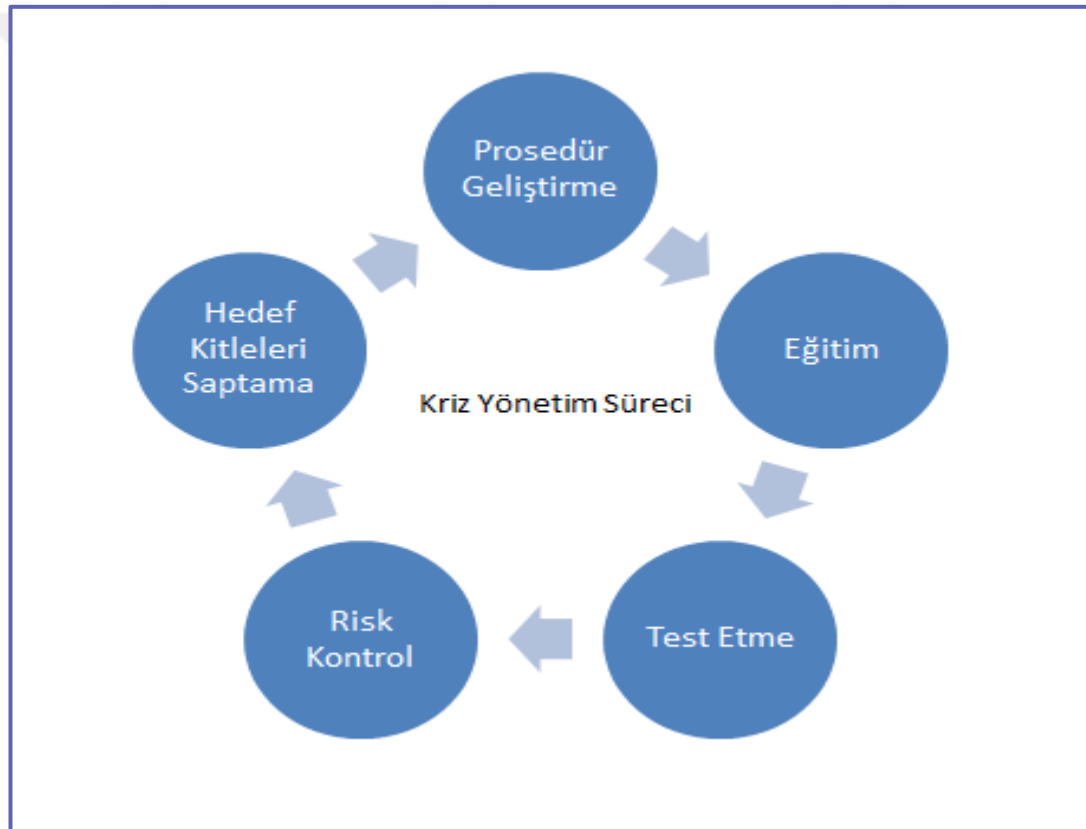 Prosedür
Geliştirme
Eğitim
Test Etme
Risk
Kontrol
Hedef
Kitleleri
Saptama
Kriz Yönetim Süreci